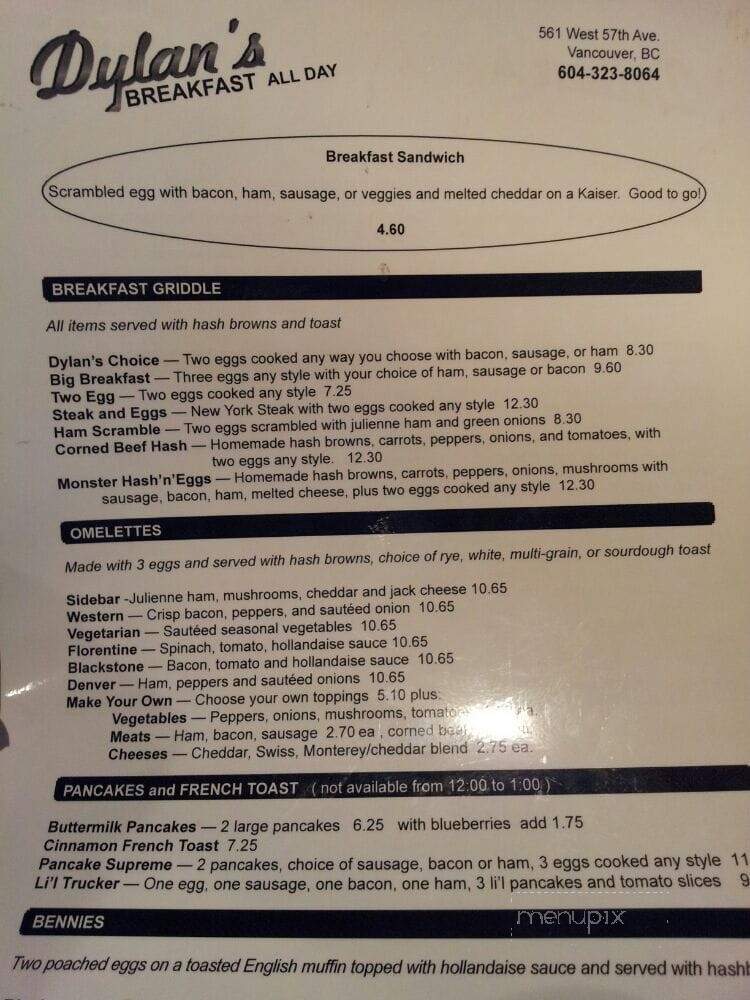 Dylan's
BREAKFAST ALL DAY
561 West 57th Ave.
Vancouver, BC
604-323-8064
Breakfast Sandwich
Scrambled egg with bacon, ham, sausage, or veggies and melted cheddar on a Kaiser. Good to go!
4.60
BREAKFAST GRIDDLE
All items served with hash browns and toast
Dylan's Choice — Two eggs cooked any way you choose with bacon, sausage, or ham 8.30
Big Breakfast — Three eggs any style with your choice of ham, sausage or bacon 9.60
Two Egg — Two eggs cooked any style 7.25
Steak and Eggs — New York Steak with two eggs cooked any style 12.30
Ham Scramble — Two eggs scrambled with julienne ham and green onions 8.30
Corned Beef Hash — Homemade hash browns, carrots, peppers, onions, and tomatoes, with
two eggs any style. 12.30
Monster Hash'n'Eggs — Homemade hash browns, carrots, peppers, onions, mushrooms with
sausage, bacon, ham, melted cheese, plus two eggs cooked any style 12.30
OMELETTES
Made with 3 eggs and served with hash browns, choice of rye, white, multi-grain, or sourdough toast
Sidebar -Julienne ham, mushrooms, cheddar and jack cheese 10.65
Western — Crisp bacon, peppers, and sautéed onion 10.65
Vegetarian — Sautéed seasonal vegetables 10.65
Florentine — Spinach, tomato, hollandaise sauce 10.65
Blackstone — Bacon, tomato and hollandaise sauce 10.65
Denver — Ham, peppers and sautéed onions 10.65
Make Your Own — Choose your own toppings 5.10 plus:
Vegetables — Peppers, onions, mushrooms,
Meats — Ham, bacon, sausage 2.70 ea , corned beef
Cheeses — Cheddar, Swiss, Monterey/cheddar blend 2.75 ea.
PANCAKES and FRENCH TOAST ( not available from 12:00 to 1:00 )
Buttermilk Pancakes — 2 large pancakes 6.25 with blueberries add 1.75
Cinnamon French Toast 7.25
Pancake Supreme — 2 pancakes, choice of sausage, bacon or ham, 3 eggs cooked any style 11
Li'l Trucker — One egg, one sausage, one bacon, one ham, 3 li'l pancakes and tomato slices 9
BENNIES
menupix
Two poached eggs on a toasted English muffin topped with hollandaise sauce and served with hashb